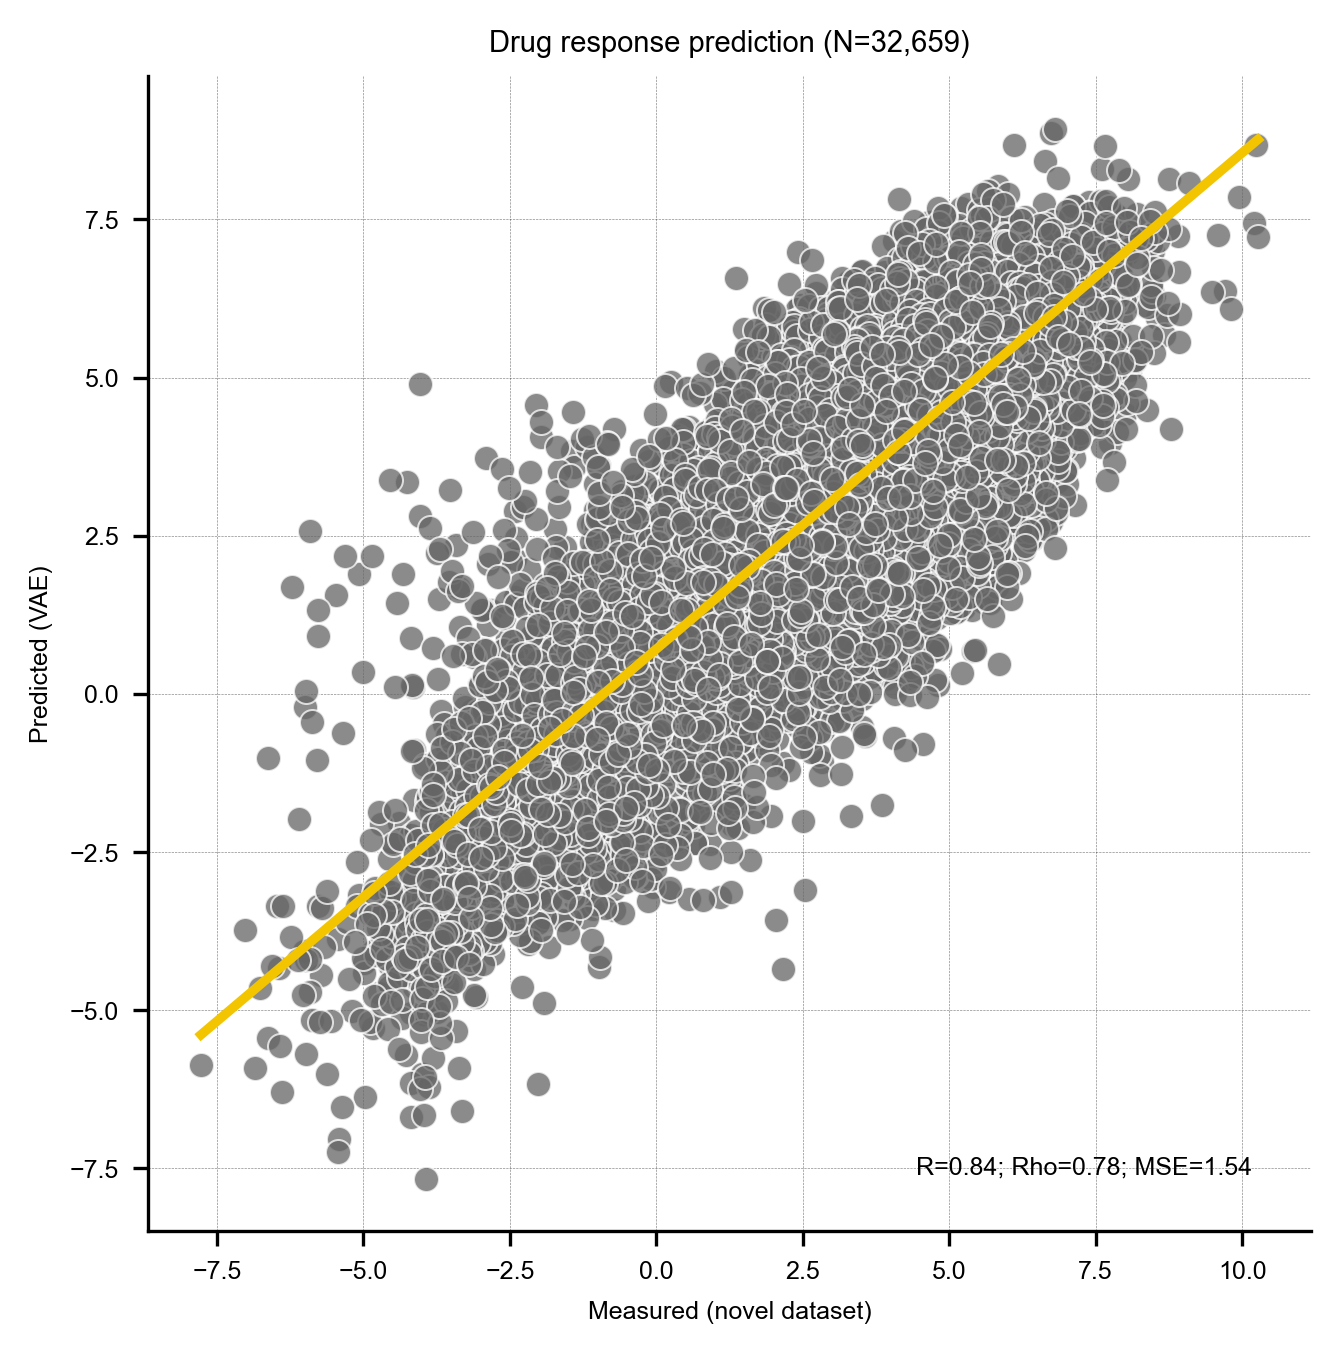 Drug response prediction (N=32,659)
7.5
5.0
2.5
0.0
−2.5
−5.0
−7.5
Predicted (VAE)
R=0.84; Rho=0.78; MSE=1.54
−7.5 −5.0 −2.5 0.0 2.5 5.0 7.5 10.0
Measured (novel dataset)